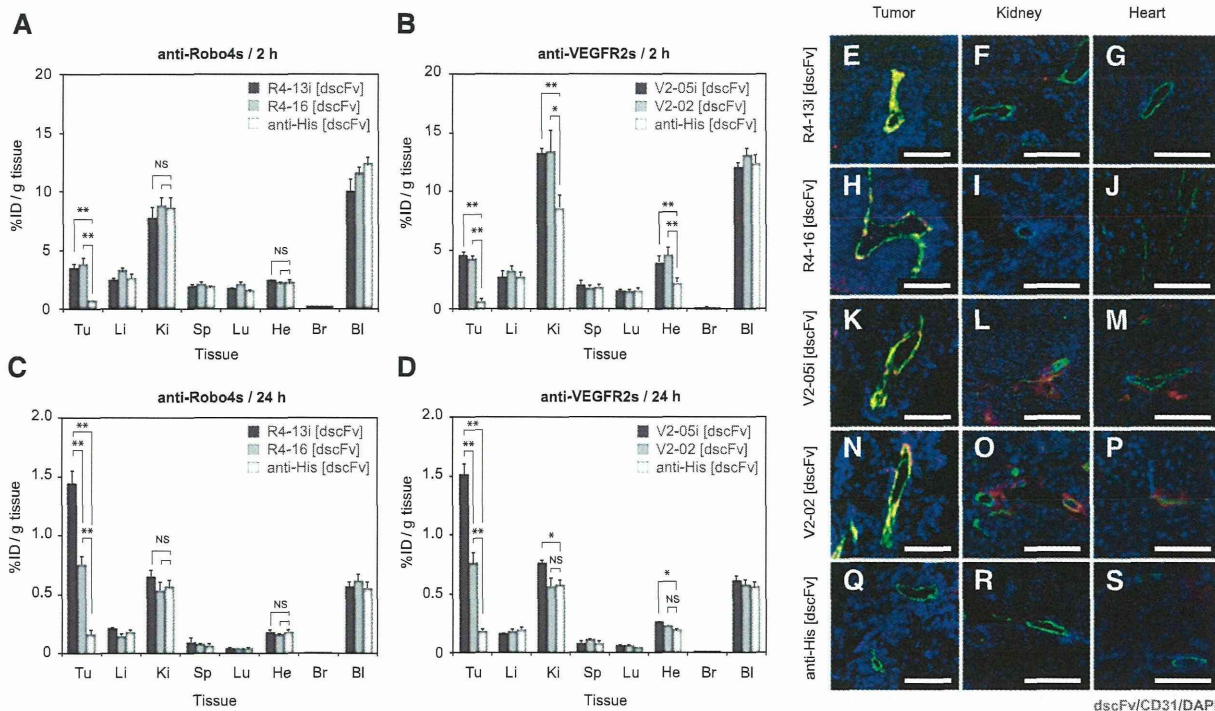 A
anti-Robo4s / 2 h
%ID / g tissue
20
15
10
5
0
R4-13i [dscFv]
R4-16 [dscFv]
anti-His [dscFv]
**
**
NS
NS
Tu Li Ki Sp Lu He Br Bl
Tissue
B
anti-VEGFR2s / 2 h
%ID / g tissue
20
15
10
5
0
V2-05i [dscFv]
V2-02 [dscFv]
anti-His [dscFv]
**
**
**
*
**
**
Tu Li Ki Sp Lu He Br Bl
Tissue
C
anti-Robo4s / 24 h
%ID / g tissue
2.0
1.5
1.0
0.5
0
R4-13i [dscFv]
R4-16 [dscFv]
anti-His [dscFv]
**
**
**
NS
NS
Tu Li Ki Sp Lu He Br Bl
Tissue
D
anti-VEGFR2s / 24 h
%ID / g tissue
2.0
1.5
1.0
0.5
0
V2-05i [dscFv]
V2-02 [dscFv]
anti-His [dscFv]
**
**
**
*
NS
*
NS
Tu Li Ki Sp Lu He Br Bl
Tissue
Tumor Kidney Heart
R4-13i [dscFv]
E F G
R4-16 [dscFv]
H I J
V2-05i [dscFv]
K L M
V2-02 [dscFv]
N O P
anti-His [dscFv]
Q R S
dscFv/CD31/DAPI